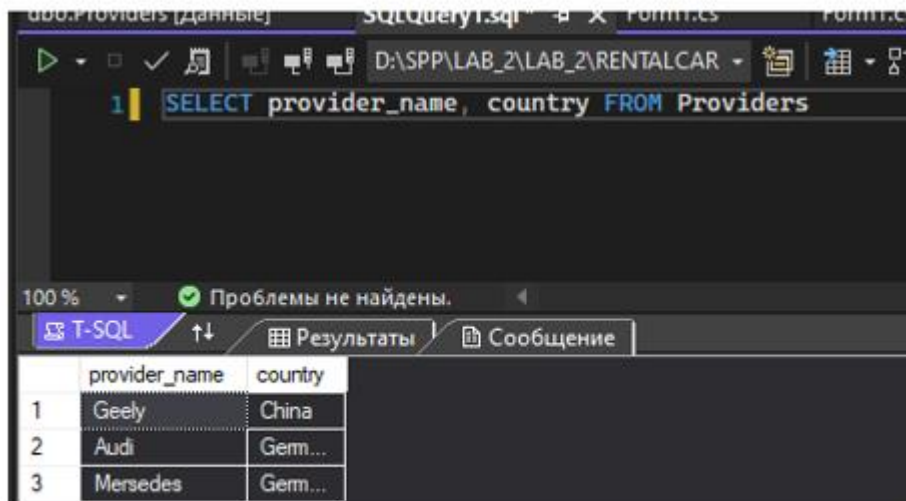 dbo.Providers [Данные] SQLQuery1.sql* Form1.cs Form1.c
D:\SPP\LAB_2\LAB_2\RENTALCAR
1 SELECT provider_name, country FROM Providers
100 % Проблемы не найдены.
T-SQL Результаты Сообщение
provider_name country
1 Geely China
2 Audi Germ...
3 Mersedes Germ...